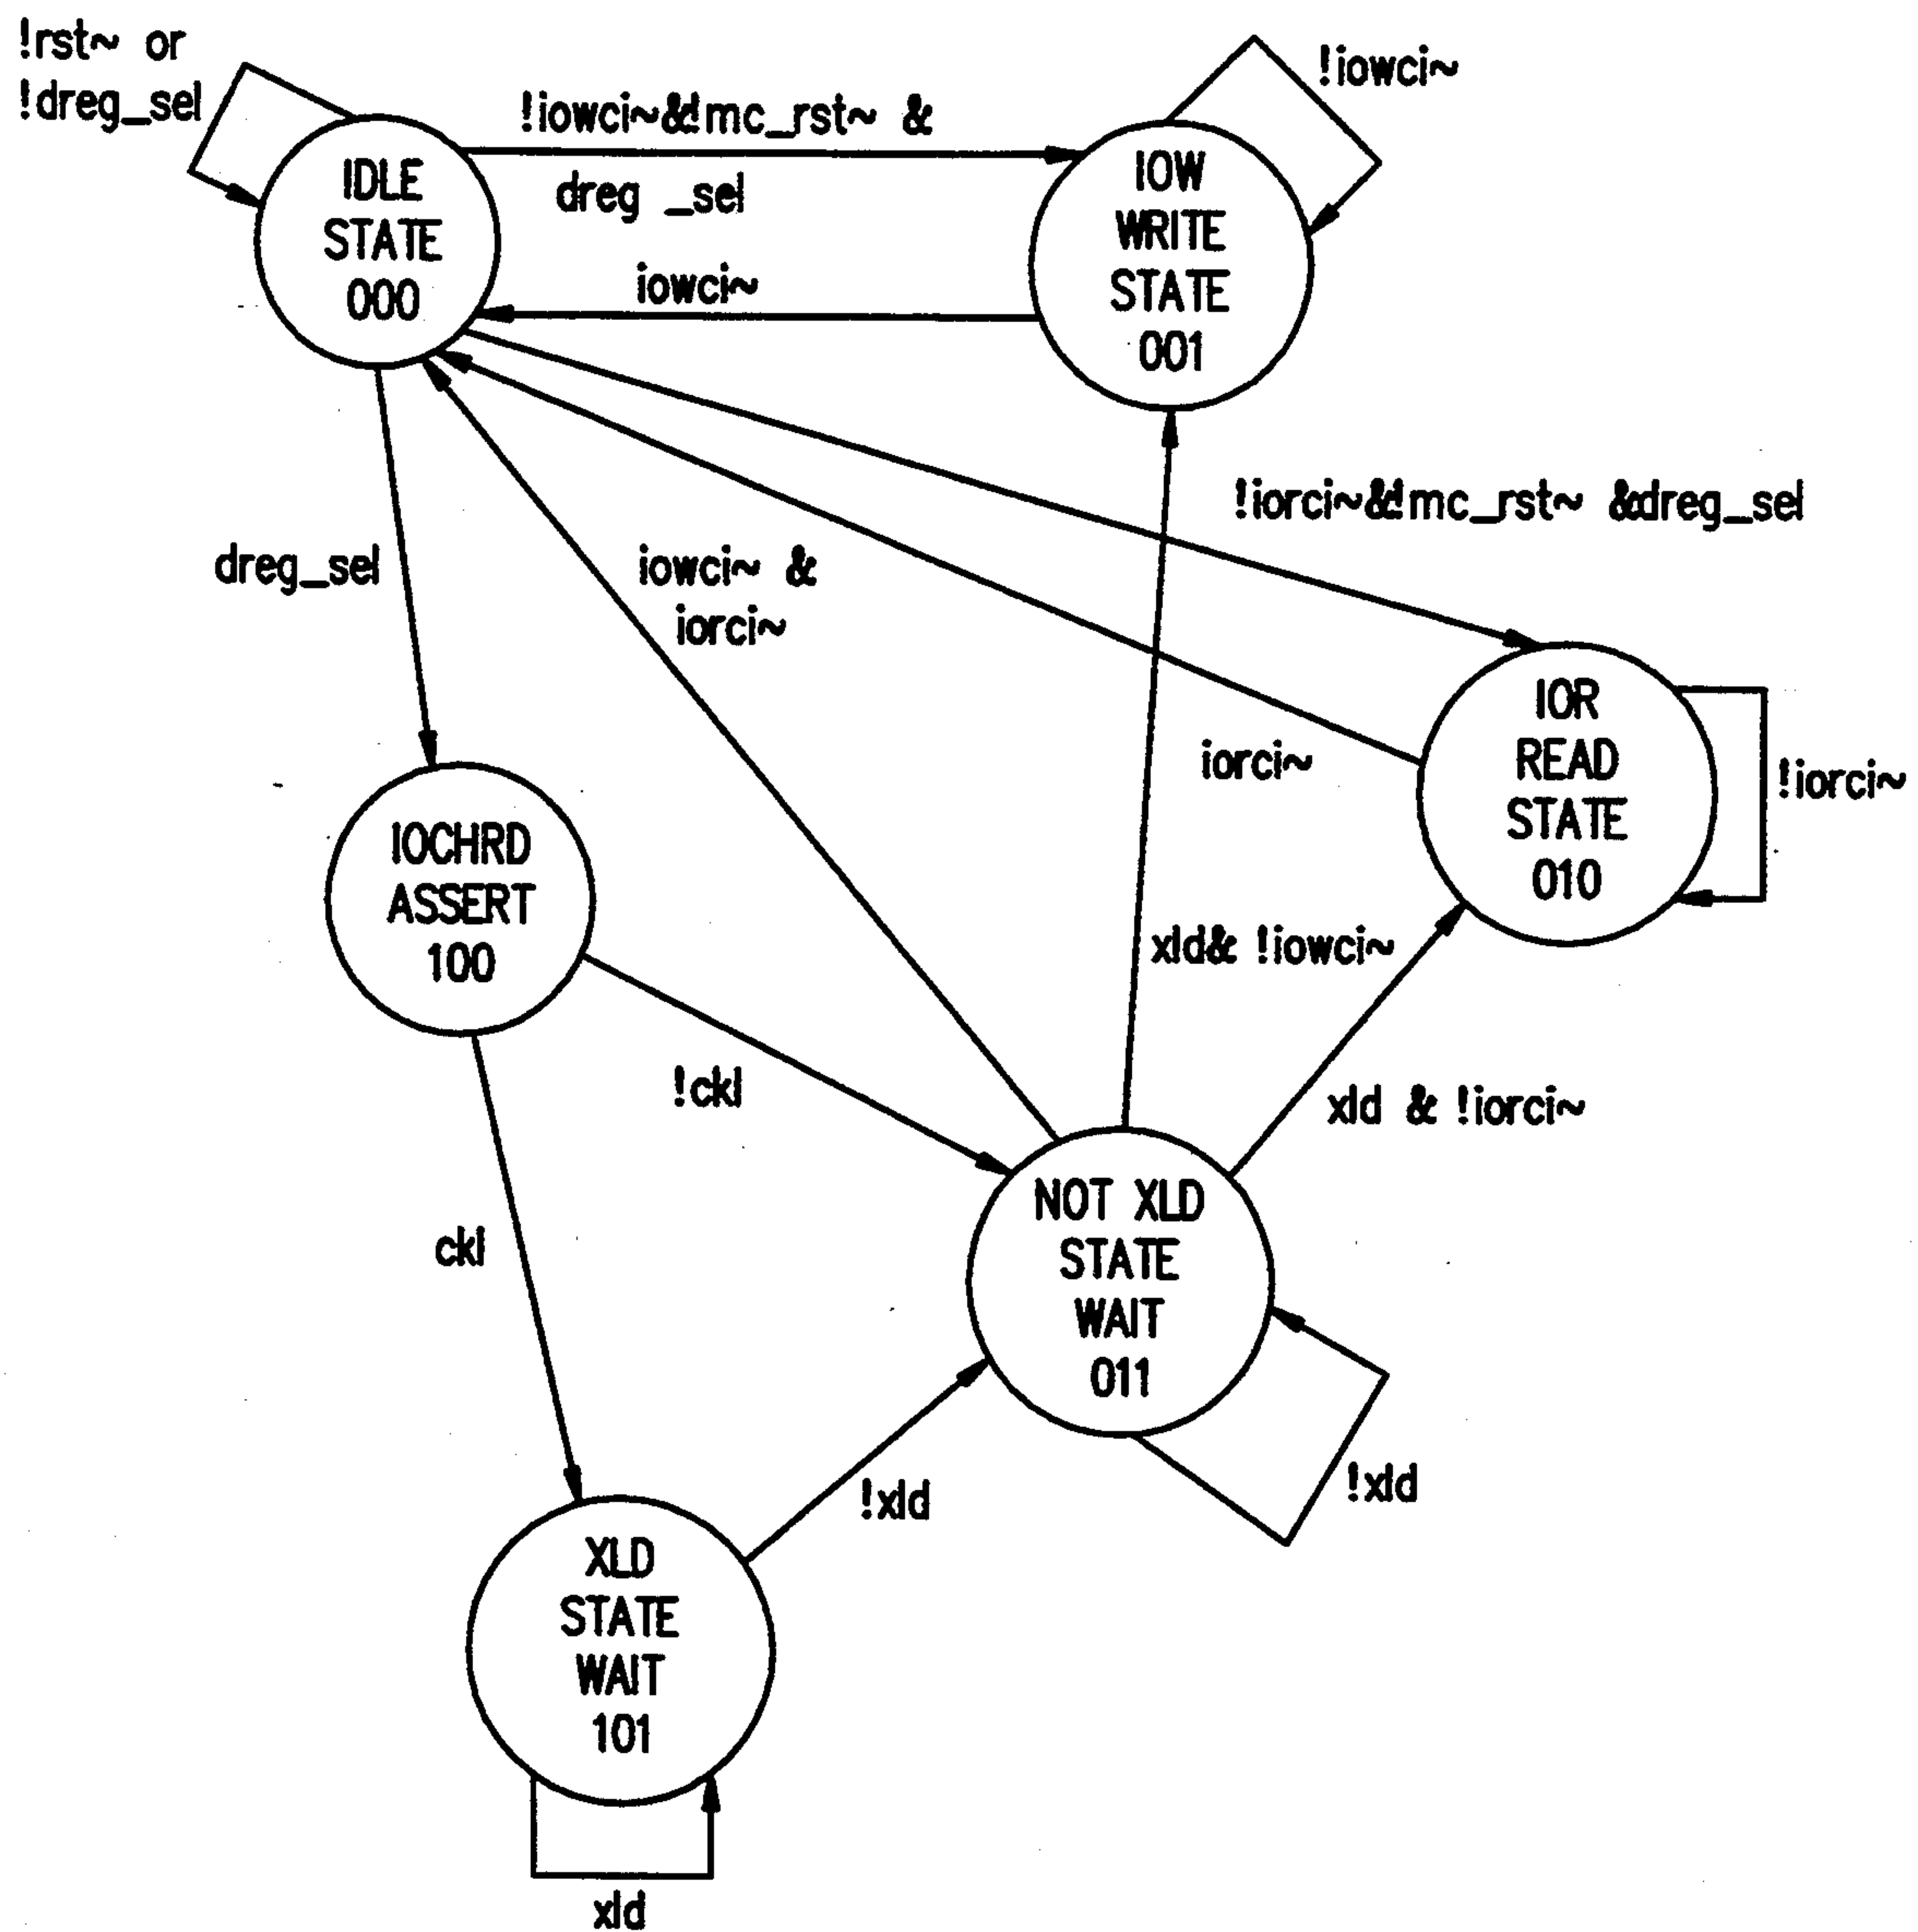 !rst~ or
!dreg_sel
!iowci~&!mc_rst~ &
dreg _sel
!iowci~
IDLE
STATE
000
IOW
WRITE
STATE
001
iowci~
!iorci~&!mc_rst~ &dreg_sel
dreg_sel
iowci~ &
iorci~
iorci~
IOR
READ
STATE
010
!iorci~
IOCHRD
ASSERT
100
xld& !iowci~
!ckl
xld & !iorci~
ckl
NOT XLD
STATE
WAIT
011
!xld
!xld
XLD
STATE
WAIT
101
xld